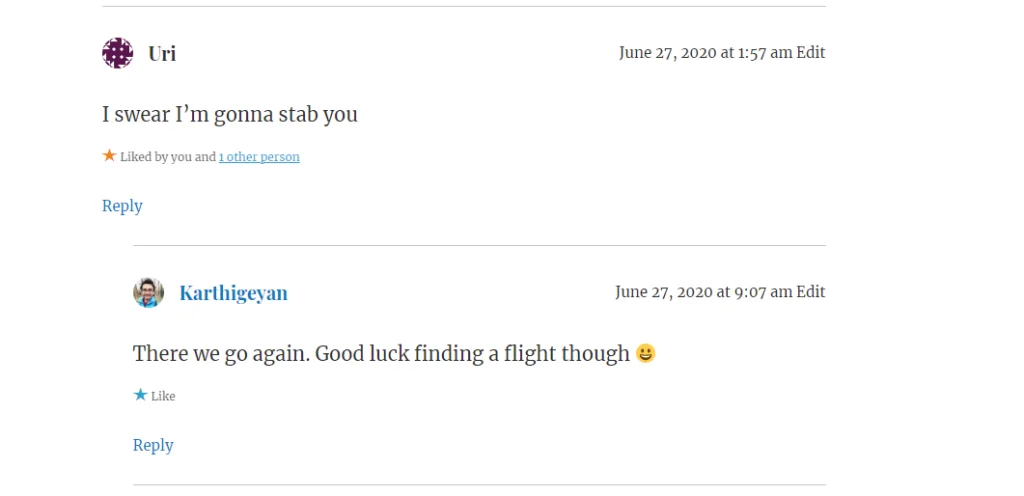 Uri June 27, 2020 at 1:57 am Edit
I swear I’m gonna stab you
Liked by you and 1 other person
Reply
Karthigeyan June 27, 2020 at 9:07 am Edit
There we go again. Good luck finding a flight though 😀
Like
Reply